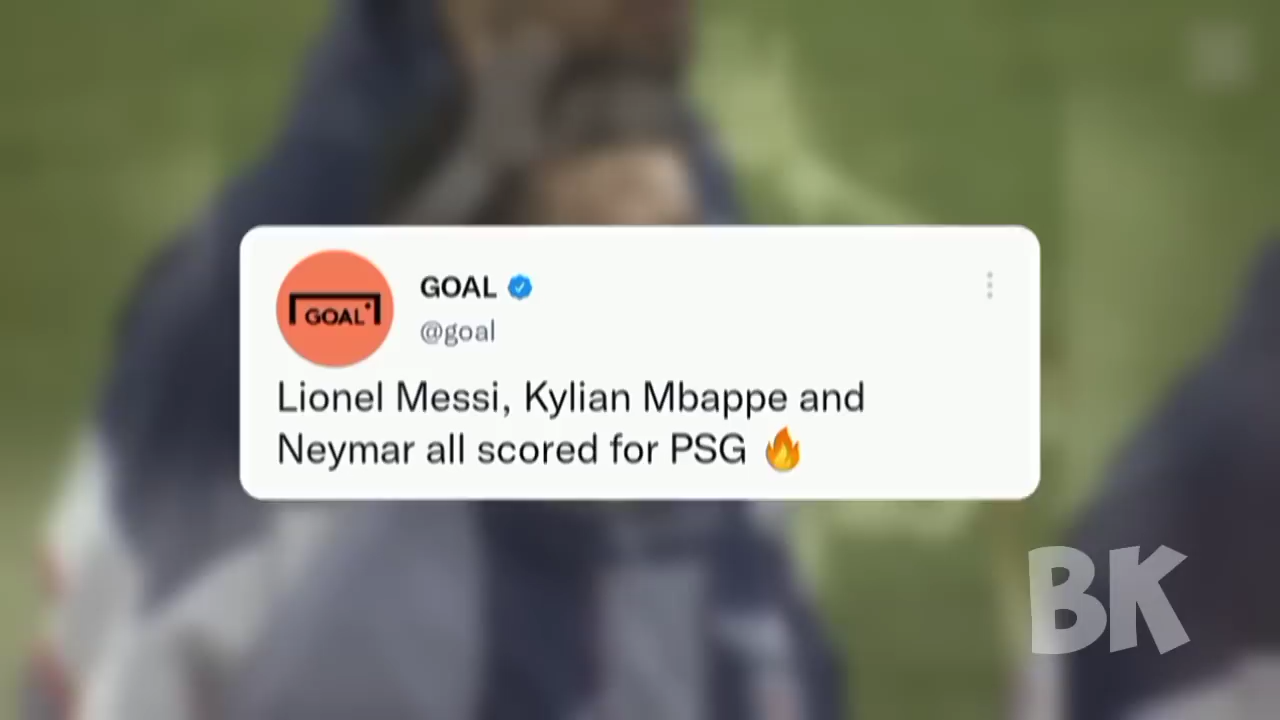 GOAL
GOAL
@goal
Lionel Messi, Kylian Mbappe and
Neymar all scored for PSG 🔥
BK